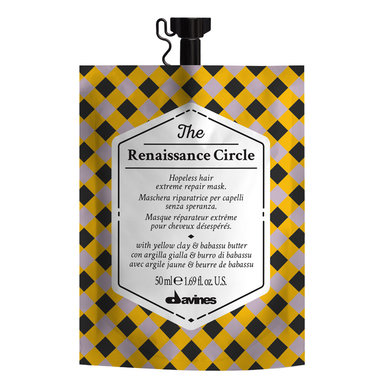 The
Renaissance Circle
Hopeless hair
extreme repair mask.
Maschera riparatrice per capelli
senza speranza.
Masque réparateur extrême
pour cheveux désespérés.
with yellow clay & babassu butter
con argilla gialla & burro di babassu
avec argile jaune & beurre de babassu
50 ml ℮ 1.69 fl. oz. U.S.
davines